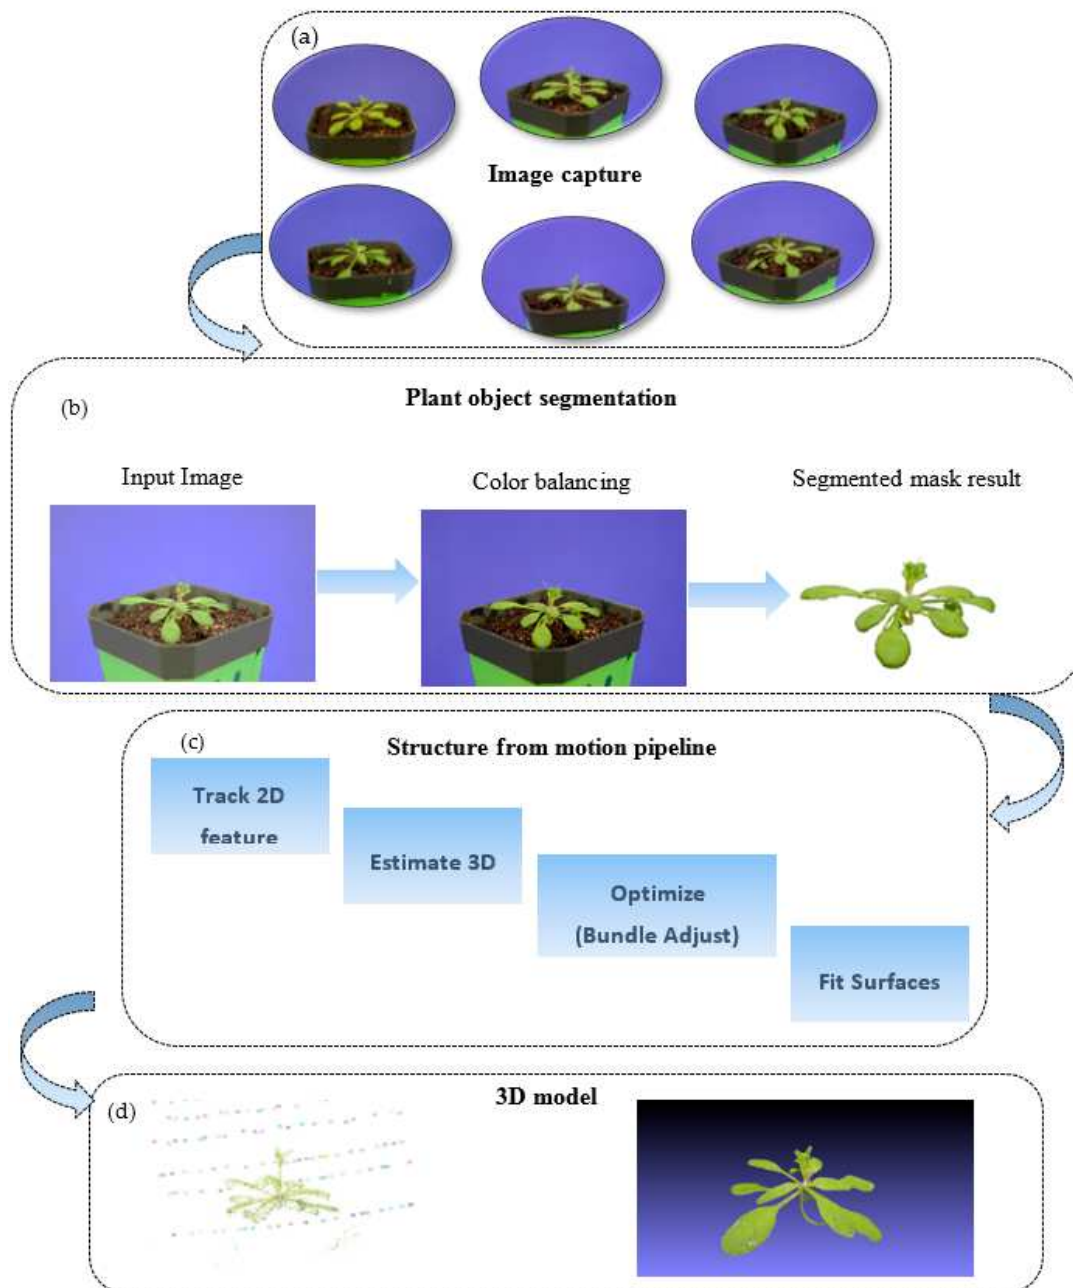 (a)
Image capture
Plant object segmentation
(b)
Input Image
Color balancing
Segmented mask result
(c)
Structure from motion pipeline
Track 2D
feature
Estimate 3D
Optimize
(Bundle Adjust)
Fit Surfaces
3D model
(d)